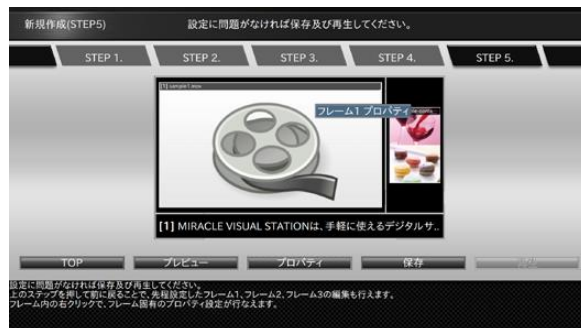 新規作成(STEP5)
設定に問題がなければ保存及び再生してください。
STEP 1.
STEP 2.
STEP 3.
STEP 4.
STEP 5.
[1] sample1.mov
フレーム1 プロパティ
[1] MIRACLE VISUAL STATIONは、手軽に使えるデジタルサ..
TOP
プレビュー
プロパティ
保存
設定に問題がなければ保存及び再生してください。
上のステップを押して前に戻ることで、先程設定したフレーム1、フレーム2、フレーム3の編集も行えます。
フレーム内の右クリックで、フレーム固有のプロパティ設定が行なえます。